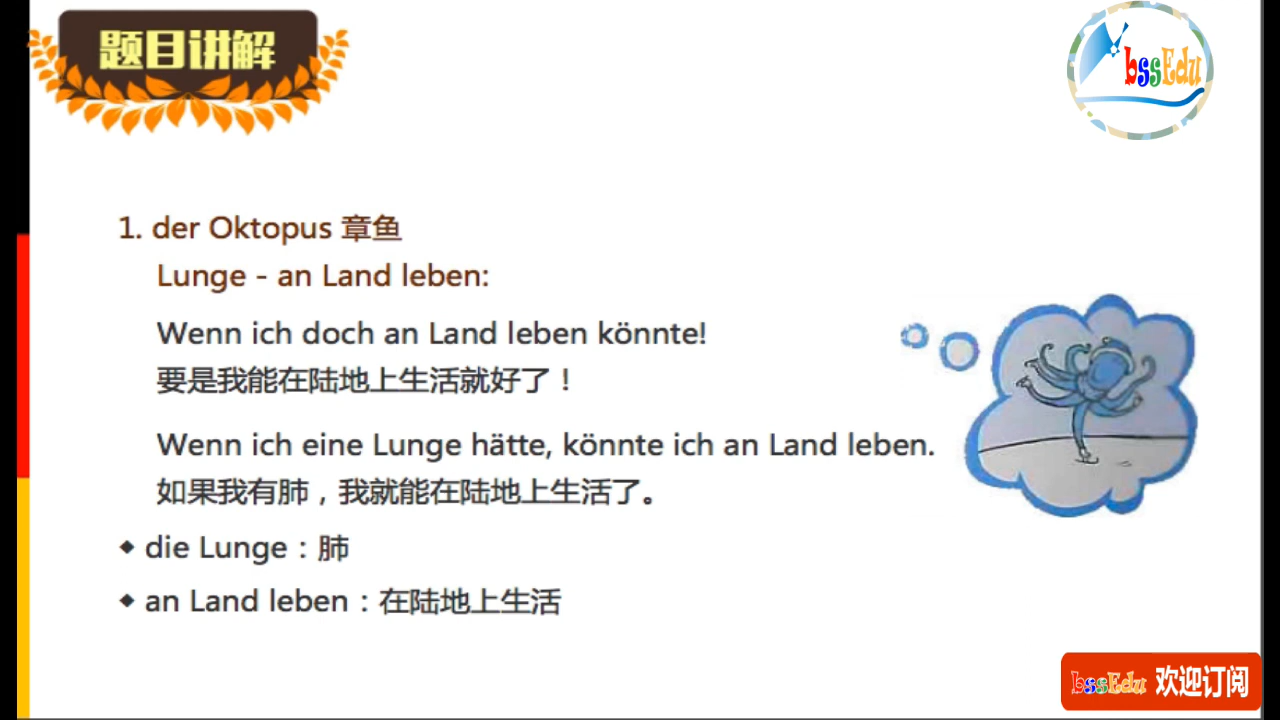 题目讲解
bssEdu
1. der Oktopus 章鱼
Lunge - an Land leben:
Wenn ich doch an Land leben könnte!
要是我能在陆地上生活就好了！
Wenn ich eine Lunge hätte, könnte ich an Land leben.
如果我有肺，我就能在陆地上生活了。
◆ die Lunge：肺
◆ an Land leben：在陆地上生活
bssEdu 欢迎订阅